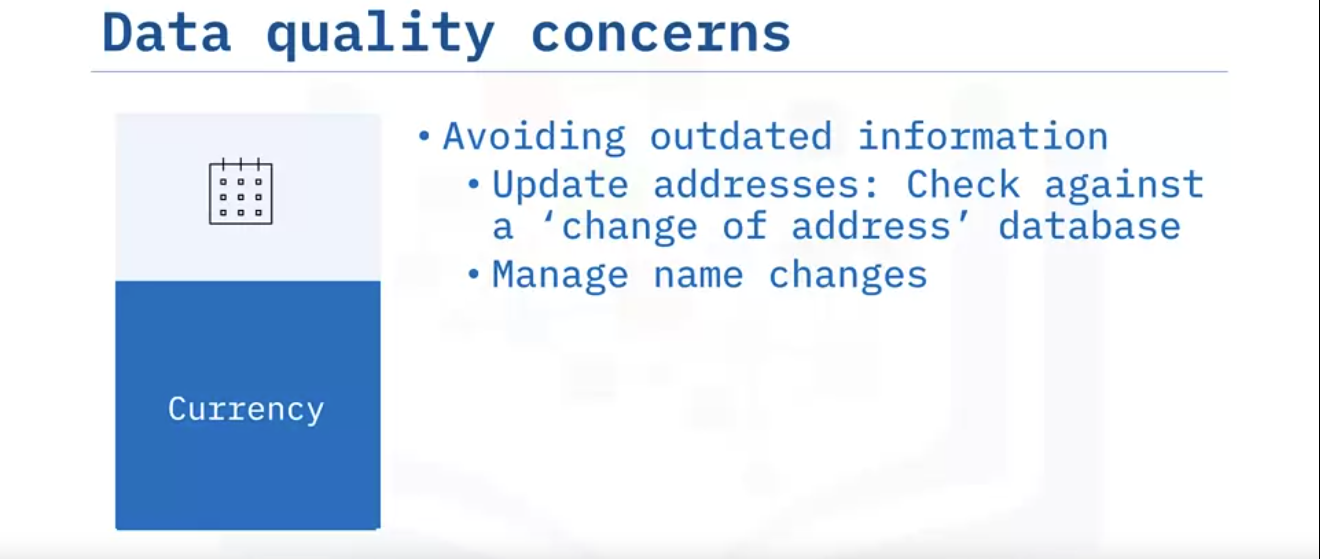 Data quality concerns
• Avoiding outdated information
• Update addresses: Check against
a ‘change of address’ database
• Manage name changes
Currency